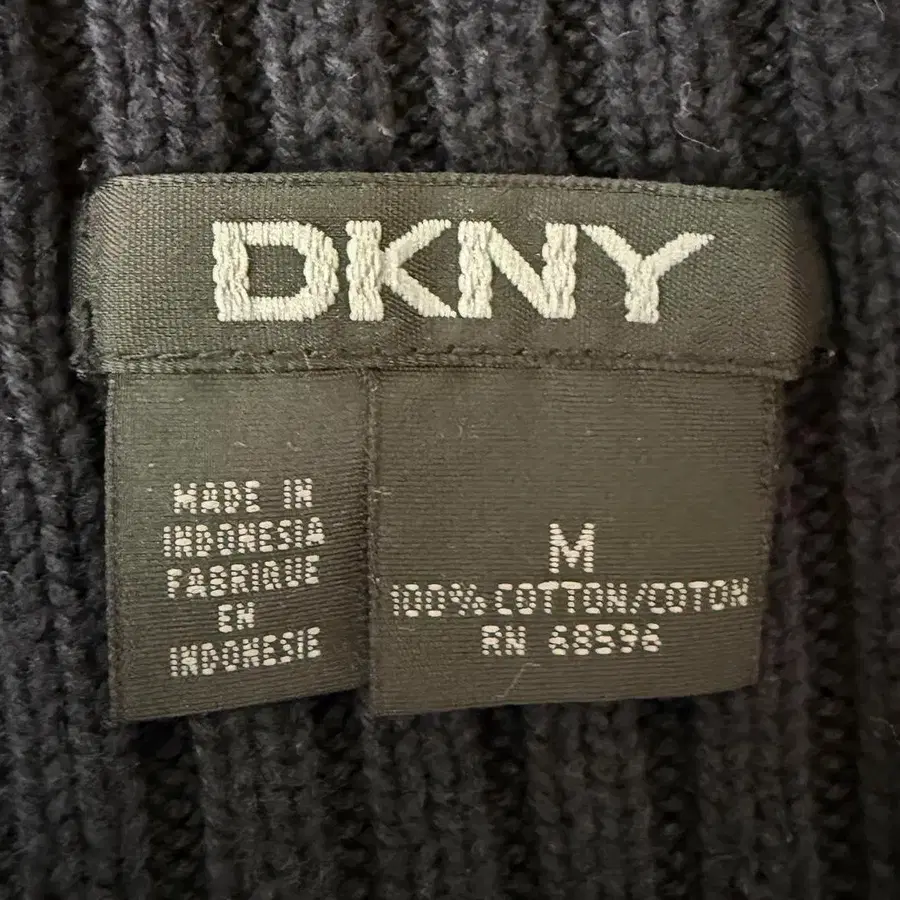 DKNY
MADE IN
INDONESIA
FABRIQUE
EN
INDONESIE
M
100% COTTON/COTON
RN 68596